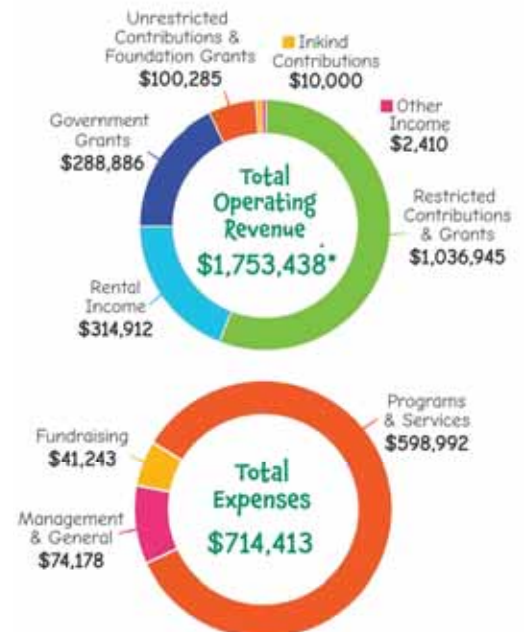 Unrestricted
Contributions &
Foundation Grants
$100,285
Inkind
Contributions
$10,000
Other
Income
$2,410
Government
Grants
$288,886
Total
Operating
Revenue
$1,753,438*
Restricted
Contributions
& Grants
$1,036,945
Rental
Income
$314,912
Programs
& Services
$598,992
Fundraising
$41,243
Total
Expenses
$714,413
Management
& General
$74,178